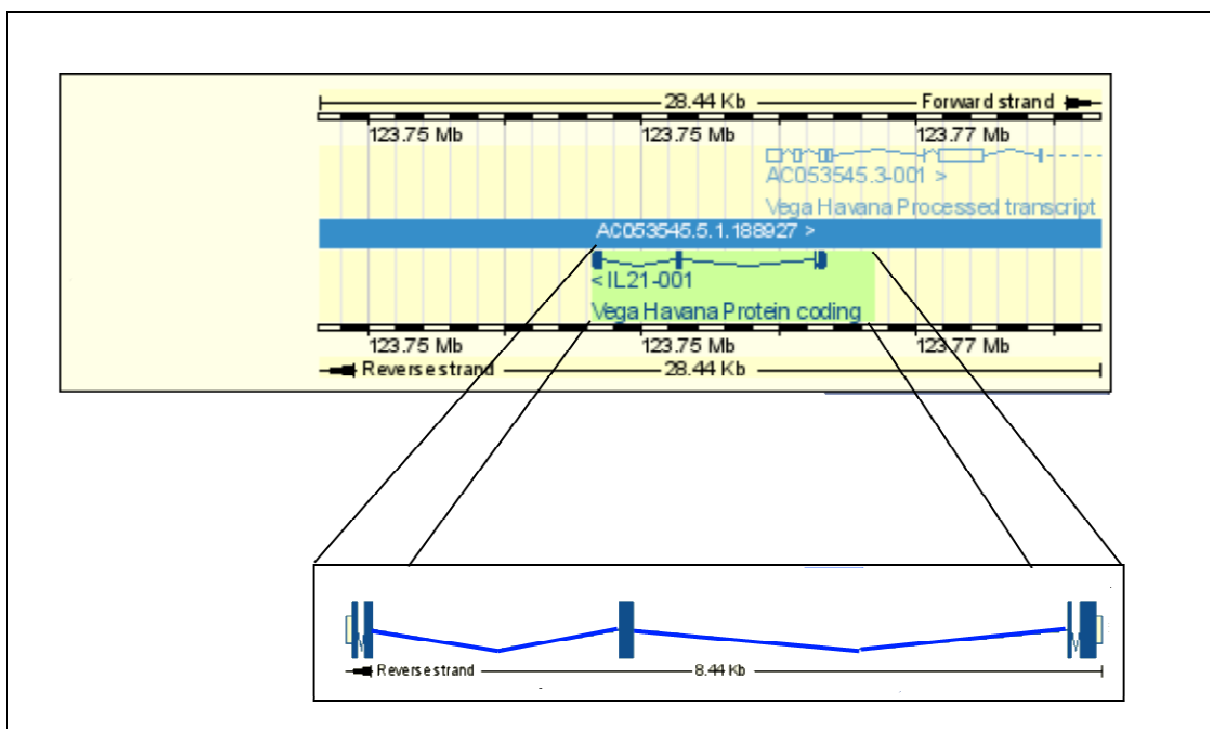 28.44 Kb Forward strand
123.75 Mb 123.75 Mb 123.77 Mb
AC053545.3-001 >
Vega Havana Processed transcript
AC053545.5.1.188927 >
< IL21-001
Vega Havana Protein coding
123.75 Mb 123.75 Mb 123.77 Mb
Reverse strand 28.44 Kb
Reverse strand 8.44 Kb